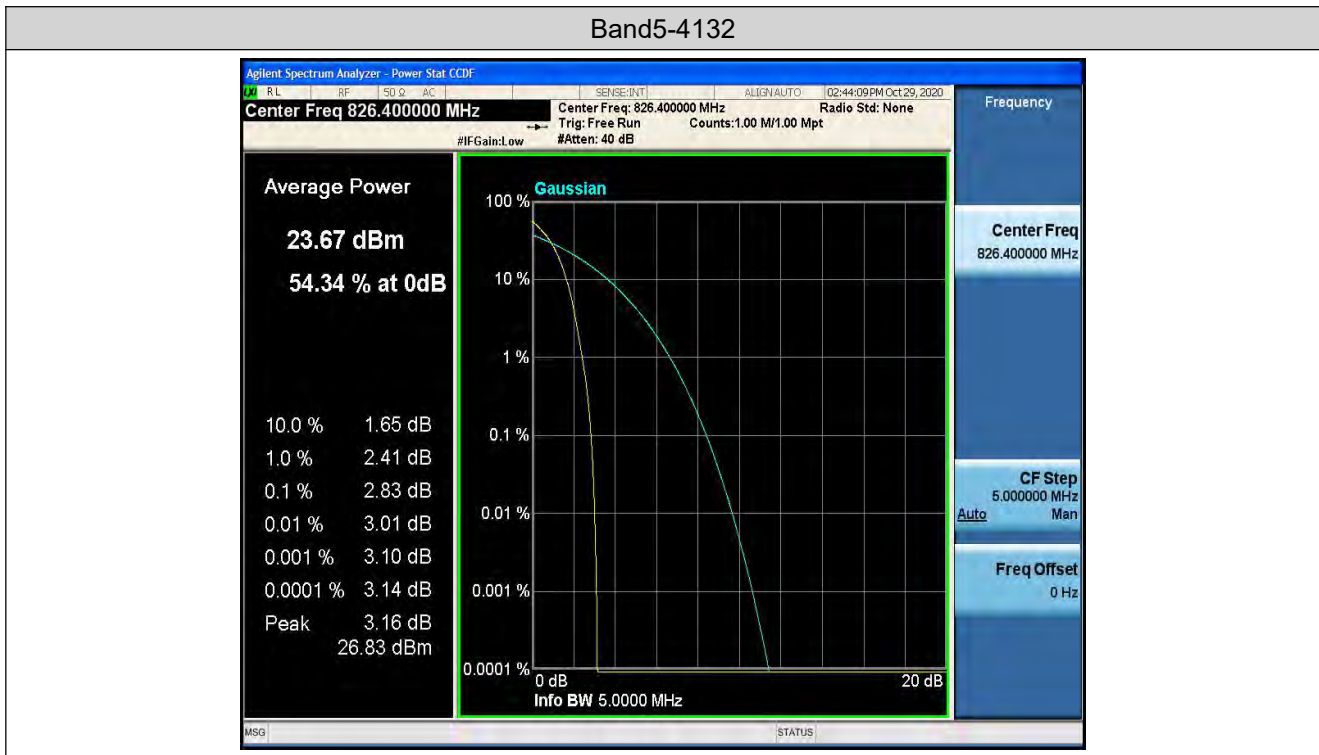 Band5-4132
Agilent Spectrum Analyzer - Power Stat CCDF
LXI RL RF 50 Ω AC SENSE:INT ALIGN AUTO 02:44:09 PM Oct 29, 2020
Center Freq 826.400000 MHz
Center Freq: 826.400000 MHz Radio Std: None
Trig: Free Run Counts:1.00 M/1.00 Mpt
#IFGain:Low #Atten: 40 dB
Average Power
23.67 dBm
54.34 % at 0dB
10.0 % 1.65 dB
1.0 % 2.41 dB
0.1 % 2.83 dB
0.01 % 3.01 dB
0.001 % 3.10 dB
0.0001 % 3.14 dB
Peak 3.16 dB
26.83 dBm
Gaussian
100 %
10 %
1 %
0.1 %
0.01 %
0.001 %
0.0001 %
0 dB 20 dB
Info BW 5.0000 MHz
Frequency
Center Freq
826.400000 MHz
CF Step
5.000000 MHz
Auto Man
Freq Offset
0 Hz
MSG STATUS